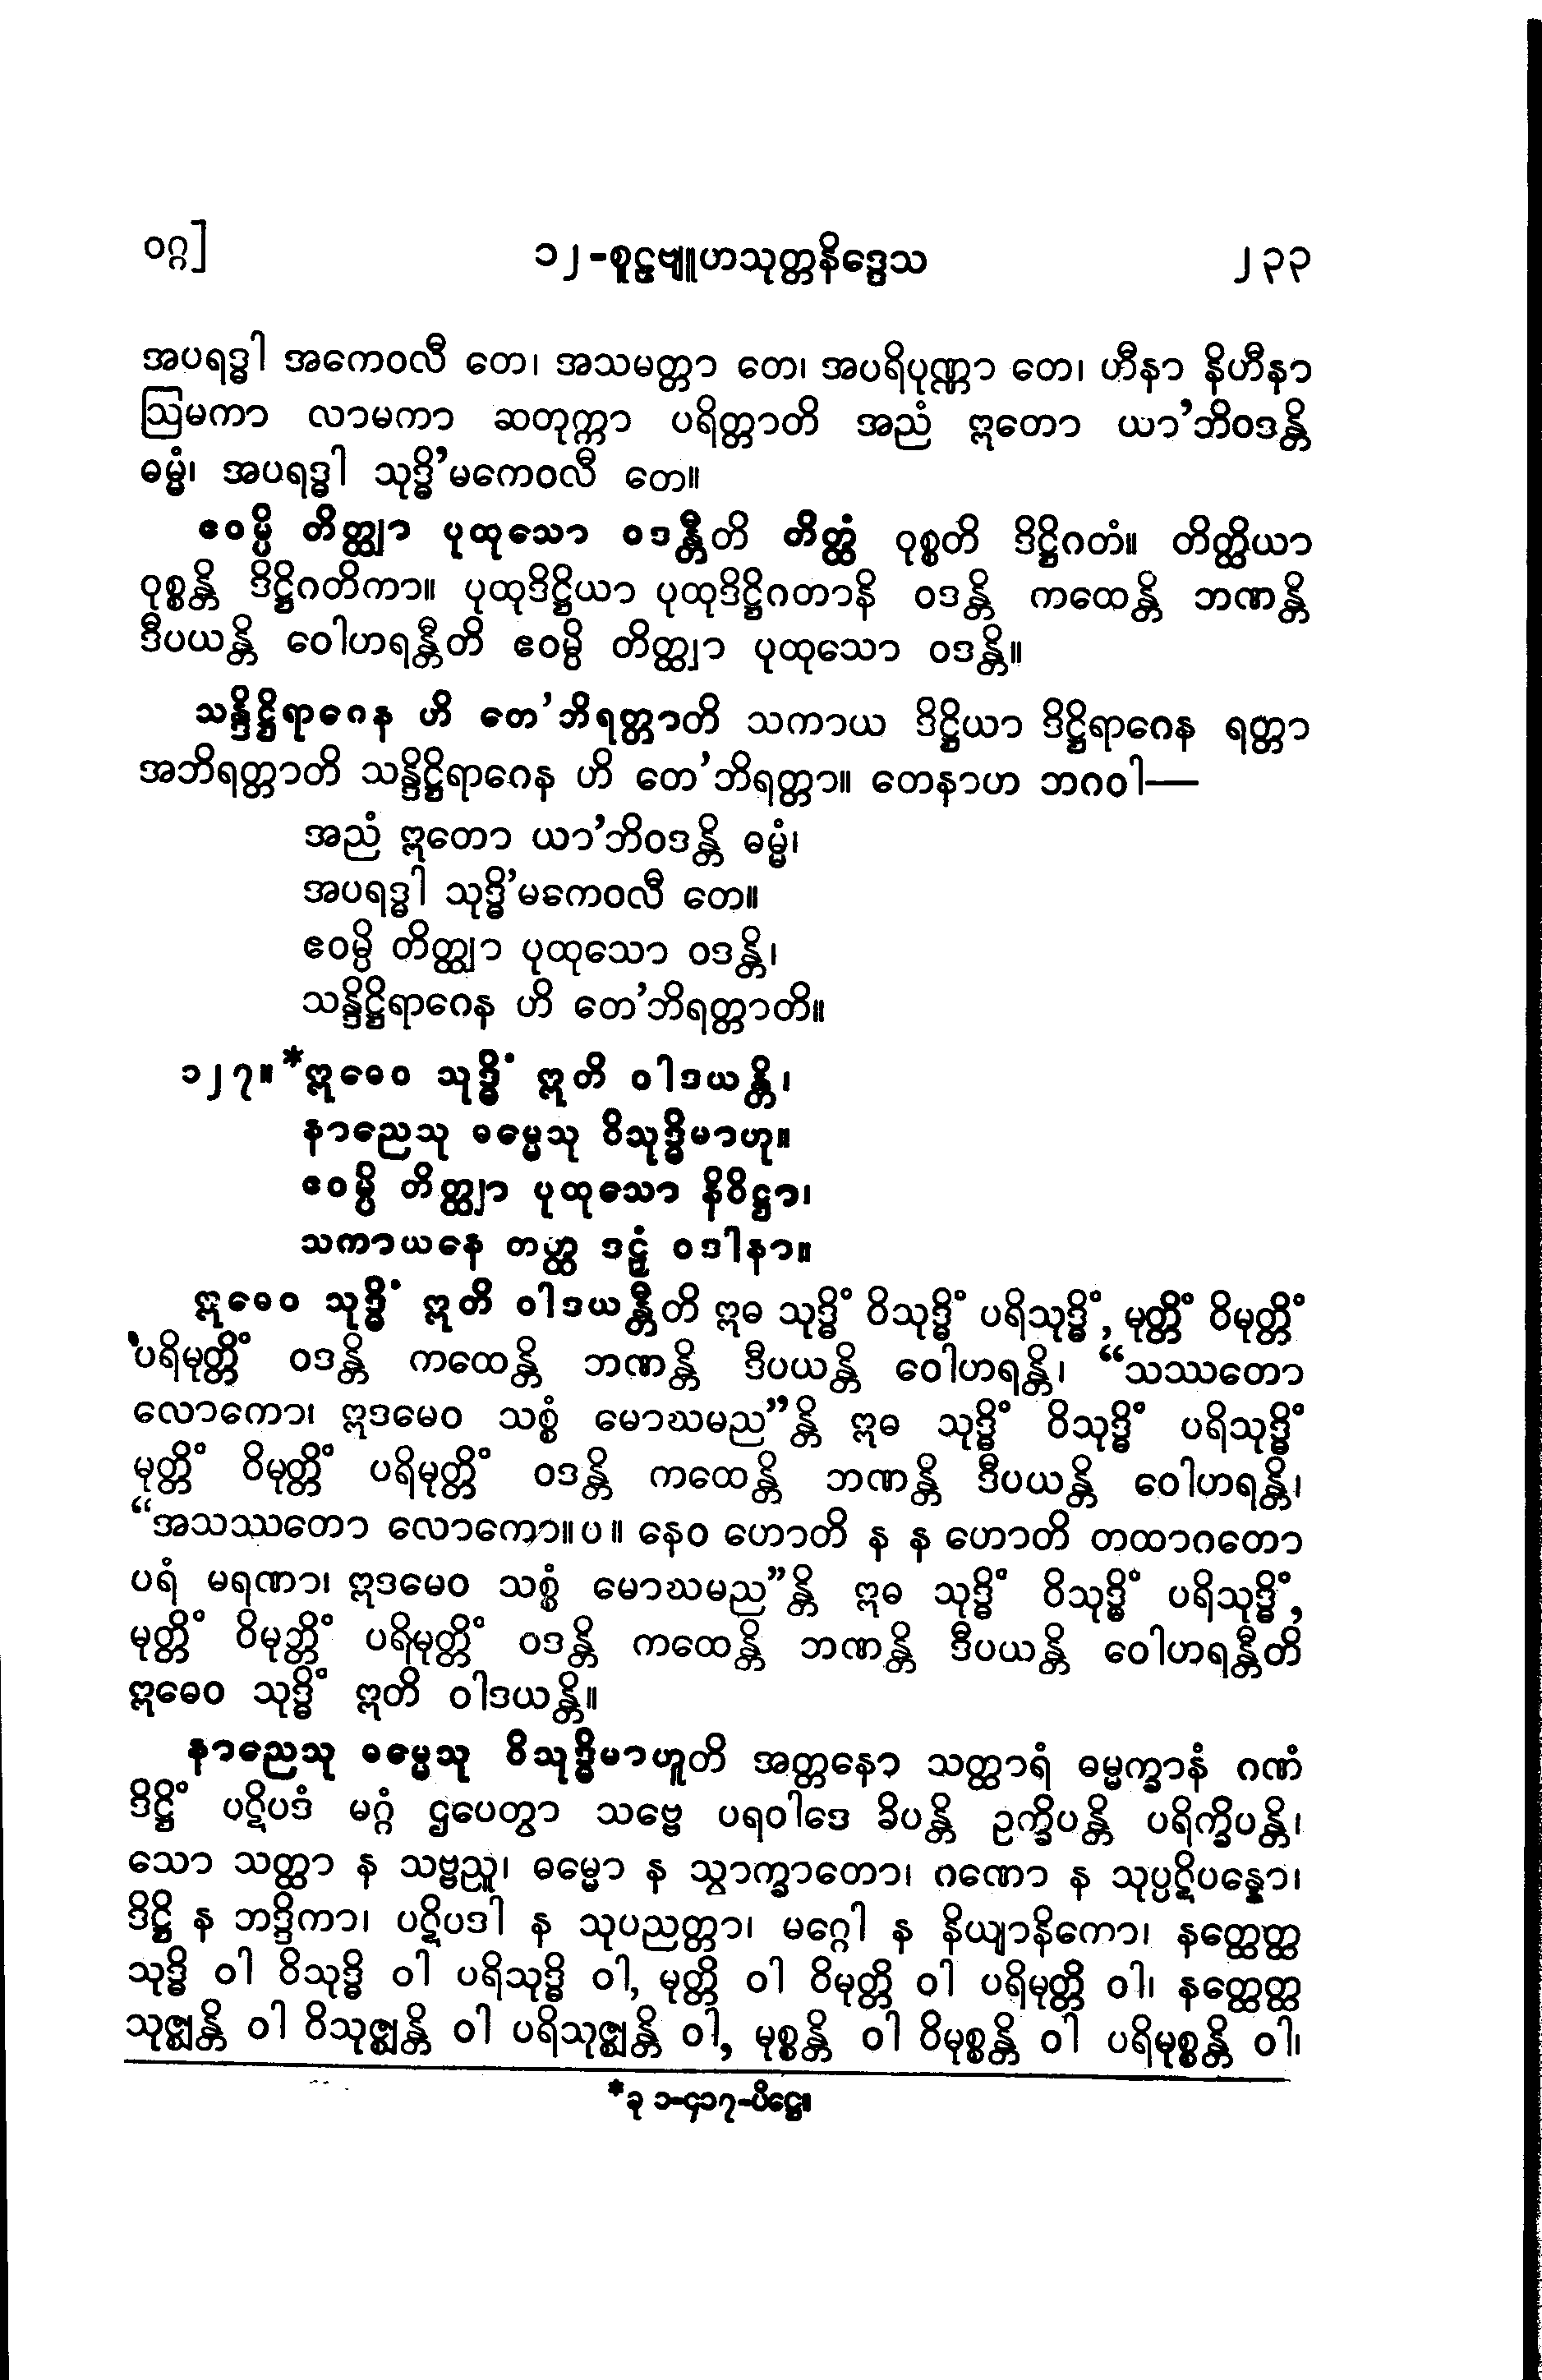 ဝဂ္ဂ]
၁၂-စူဠဗျူဟသုတ္တနိဒ္ဒေသ
၂၃၃
အပရဒ္ဓါ အကေဝလီ တေ၊ အသမတ္တာ တေ၊ အပရိပုဏ္ဏာ တေ၊ ဟီနာ နိဟီနာ
ဩမကာ လာမကာ ဆတုက္ကာ ပရိတ္တာတိ အညံ ဣတော ယာ’ဘိဝဒန္တိ
ဓမ္မံ၊ အပရဒ္ဓါ သုဒ္ဓိ’မကေဝလီ တေ။
ဧဝမ္ပိ တိတ္ထျာ ပုထုသော ဝဒန္တီတိ တိတ္ထံ ဝုစ္စတိ ဒိဋ္ဌိဂတံ။ တိတ္ထိယာ
ဝုစ္စန္တိ ဒိဋ္ဌိဂတိကာ။ ပုထုဒိဋ္ဌိယာ ပုထုဒိဋ္ဌိဂတာနိ ဝဒန္တိ ကထေန္တိ ဘဏန္တိ
ဒီပယန္တိ ဝေါဟရန္တီတိ ဧဝမ္ပိ တိတ္ထျာ ပုထုသော ဝဒန္တိ။
သန္ဒိဋ္ဌိရာဂေန ဟိ တေ’ဘိရတ္တာတိ သကာယ ဒိဋ္ဌိယာ ဒိဋ္ဌိရာဂေန ရတ္တာ
အဘိရတ္တာတိ သန္ဒိဋ္ဌိရာဂေန ဟိ တေ’ဘိရတ္တာ။ တေနာဟ ဘဂဝါ—
အညံ ဣတော ယာ’ဘိဝဒန္တိ ဓမ္မံ၊
အပရဒ္ဓါ သုဒ္ဓိ’မကေဝလီ တေ။
ဧဝမ္ပိ တိတ္ထျာ ပုထုသော ဝဒန္တိ၊
သန္ဒိဋ္ဌိရာဂေန ဟိ တေ’ဘိရတ္တာတိ။
၁၂၇။ *ဣဓေဝ သုဒ္ဓိံ ဣတိ ဝါဒယန္တိ၊
နာညေသု ဓမ္မေသု ဝိသုဒ္ဓိမာဟု။
ဧဝမ္ပိ တိတ္ထျာ ပုထုသော နိဝိဋ္ဌာ၊
သကာယနေ တတ္ထ ဒဠှံ ဝဒါနာ။
ဣဓေဝ သုဒ္ဓိံ ဣတိ ဝါဒယန္တီတိ ဣဓ သုဒ္ဓိံ ဝိသုဒ္ဓိံ ပရိသုဒ္ဓိံ, မုတ္တိံ ဝိမုတ္တိံ
ပရိမုတ္တိံ ဝဒန္တိ ကထေန္တိ ဘဏန္တိ ဒီပယန္တိ ဝေါဟရန္တိ၊ “သဿတော
လောကော၊ ဣဒမေဝ သစ္စံ မောဃမည”န္တိ ဣဓ သုဒ္ဓိံ ဝိသုဒ္ဓိံ ပရိသုဒ္ဓိံ
မုတ္တိံ ဝိမုတ္တိံ ပရိမုတ္တိံ ဝဒန္တိ ကထေန္တိ ဘဏန္တိ ဒီပယန္တိ ဝေါဟရန္တိ၊
“အသဿတော လောကော။ပ။ နေဝ ဟောတိ န န ဟောတိ တထာဂတော
ပရံ မရဏာ၊ ဣဒမေဝ သစ္စံ မောဃမည”န္တိ ဣဓ သုဒ္ဓိံ ဝိသုဒ္ဓိံ ပရိသုဒ္ဓိံ,
မုတ္တိံ ဝိမုတ္တိံ ပရိမုတ္တိံ ဝဒန္တိ ကထေန္တိ ဘဏန္တိ ဒီပယန္တိ ဝေါဟရန္တီတိ
ဣဓေဝ သုဒ္ဓိံ ဣတိ ဝါဒယန္တိ။
နာညေသု ဓမ္မေသု ဝိသုဒ္ဓိမာဟူတိ အတ္တနော သတ္ထာရံ ဓမ္မက္ခာနံ ဂဏံ
ဒိဋ္ဌိံ ပဋိပဒံ မဂ္ဂံ ဌပေတွာ သဗ္ဗေ ပရဝါဒေ ခိပန္တိ ဥက္ခိပန္တိ ပရိက္ခိပန္တိ၊
သော သတ္ထာ န သဗ္ဗညူ၊ ဓမ္မော န သွာက္ခာတော၊ ဂဏော န သုပ္ပဋိပန္နော၊
ဒိဋ္ဌိ န ဘဒ္ဒိကာ၊ ပဋိပဒါ န သုပညတ္တာ၊ မဂ္ဂေါ န နိယျာနိကော၊ နတ္ထေတ္ထ
သုဒ္ဓိ ဝါ ဝိသုဒ္ဓိ ဝါ ပရိသုဒ္ဓိ ဝါ, မုတ္တိ ဝါ ဝိမုတ္တိ ဝါ ပရိမုတ္တိ ဝါ၊ နတ္ထေတ္ထ
သုဇ္ဈန္တိ ဝါ ဝိသုဇ္ဈန္တိ ဝါ ပရိသုဇ္ဈန္တိ ဝါ, မုစ္စန္တိ ဝါ ဝိမုစ္စန္တိ ဝါ ပရိမုစ္စန္တိ ဝါ၊
*ခု ၁-၄၁၇-ပိဋ္ဌေ။